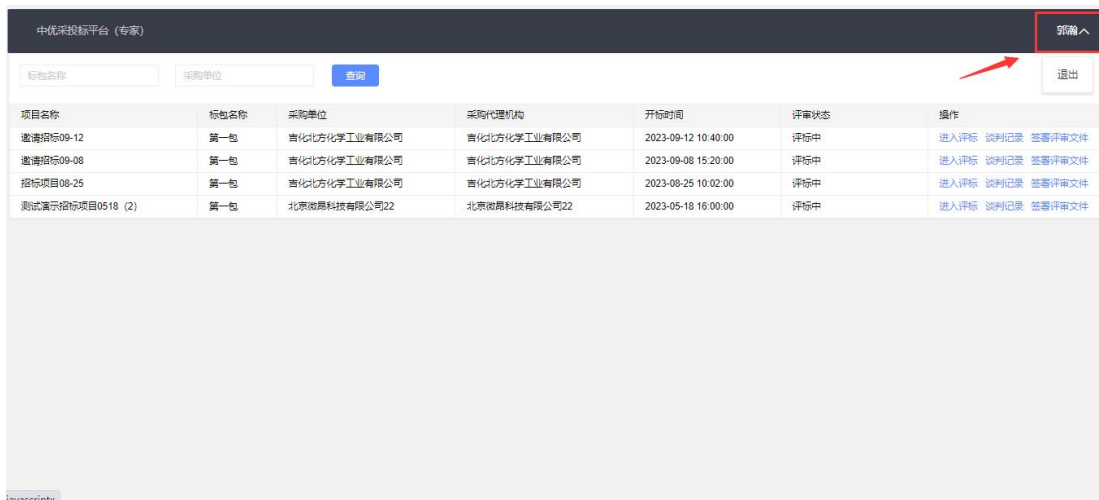 中优采投标平台（专家） 郭瀚
标包名称 采购单位 查询 退出
项目名称 标包名称 采购单位 采购代理机构 开标时间 评审状态 操作
邀请招标09-12 第一包 吉化北方化学工业有限公司 吉化北方化学工业有限公司 2023-09-12 10:40:00 评标中 进入评标 谈判记录 签署评审文件
邀请招标09-08 第一包 吉化北方化学工业有限公司 吉化北方化学工业有限公司 2023-09-08 15:20:00 评标中 进入评标 谈判记录 签署评审文件
招标项目08-25 第一包 吉化北方化学工业有限公司 吉化北方化学工业有限公司 2023-08-25 10:02:00 评标中 进入评标 谈判记录 签署评审文件
测试演示招标项目0518（2） 第一包 北京微昂科技有限公司22 北京微昂科技有限公司22 2023-05-18 16:00:00 评标中 进入评标 谈判记录 签署评审文件